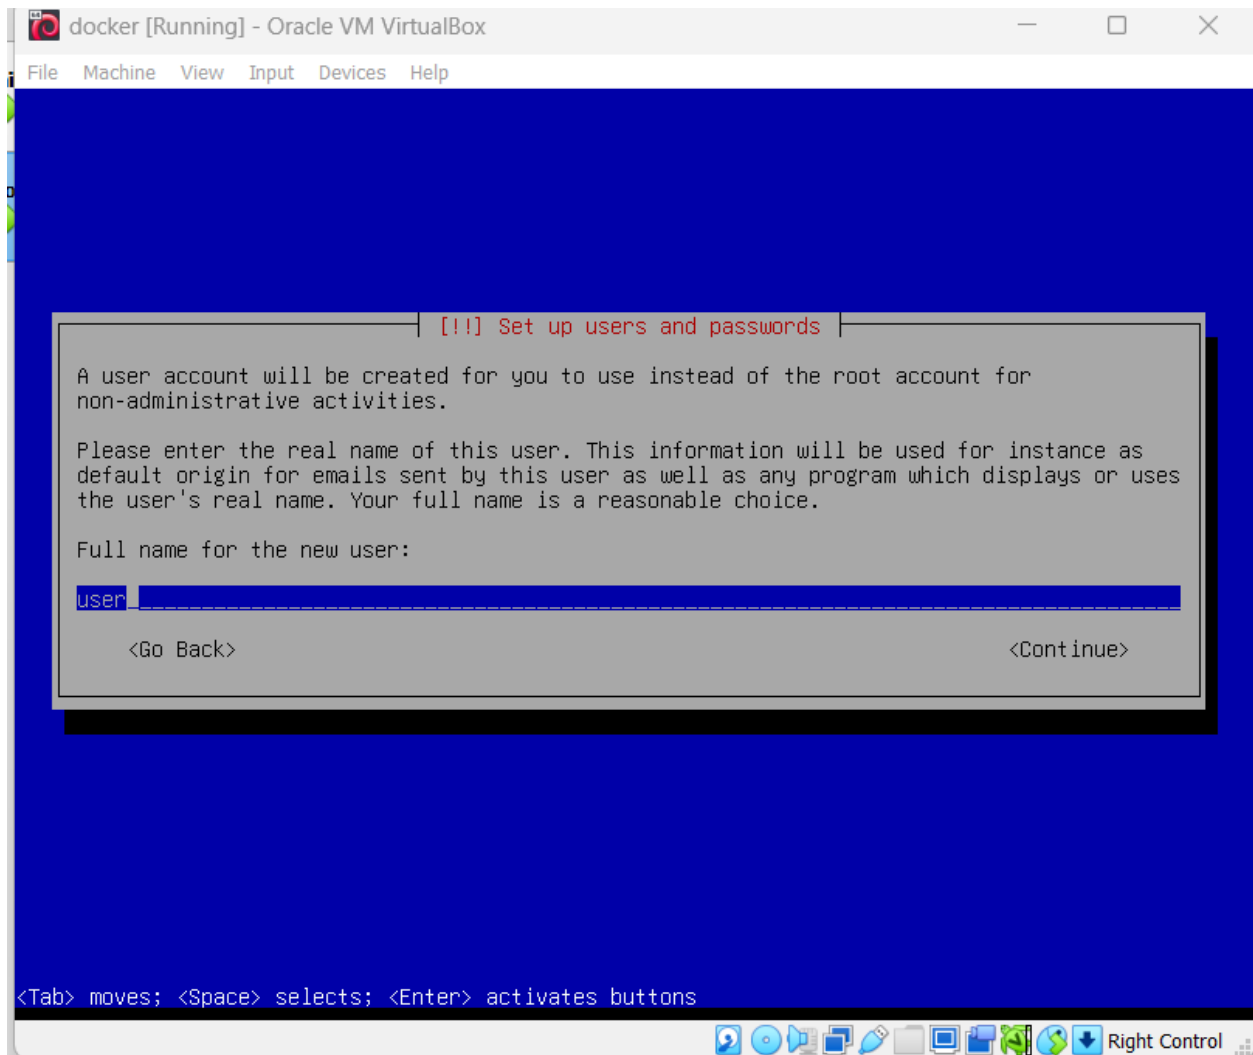 docker [Running] - Oracle VM VirtualBox
File Machine View Input Devices Help
[!!] Set up users and passwords
A user account will be created for you to use instead of the root account for
non-administrative activities.
Please enter the real name of this user. This information will be used for instance as
default origin for emails sent by this user as well as any program which displays or uses
the user's real name. Your full name is a reasonable choice.
Full name for the new user:
user
<Go Back> <Continue>
<Tab> moves; <Space> selects; <Enter> activates buttons
Right Control